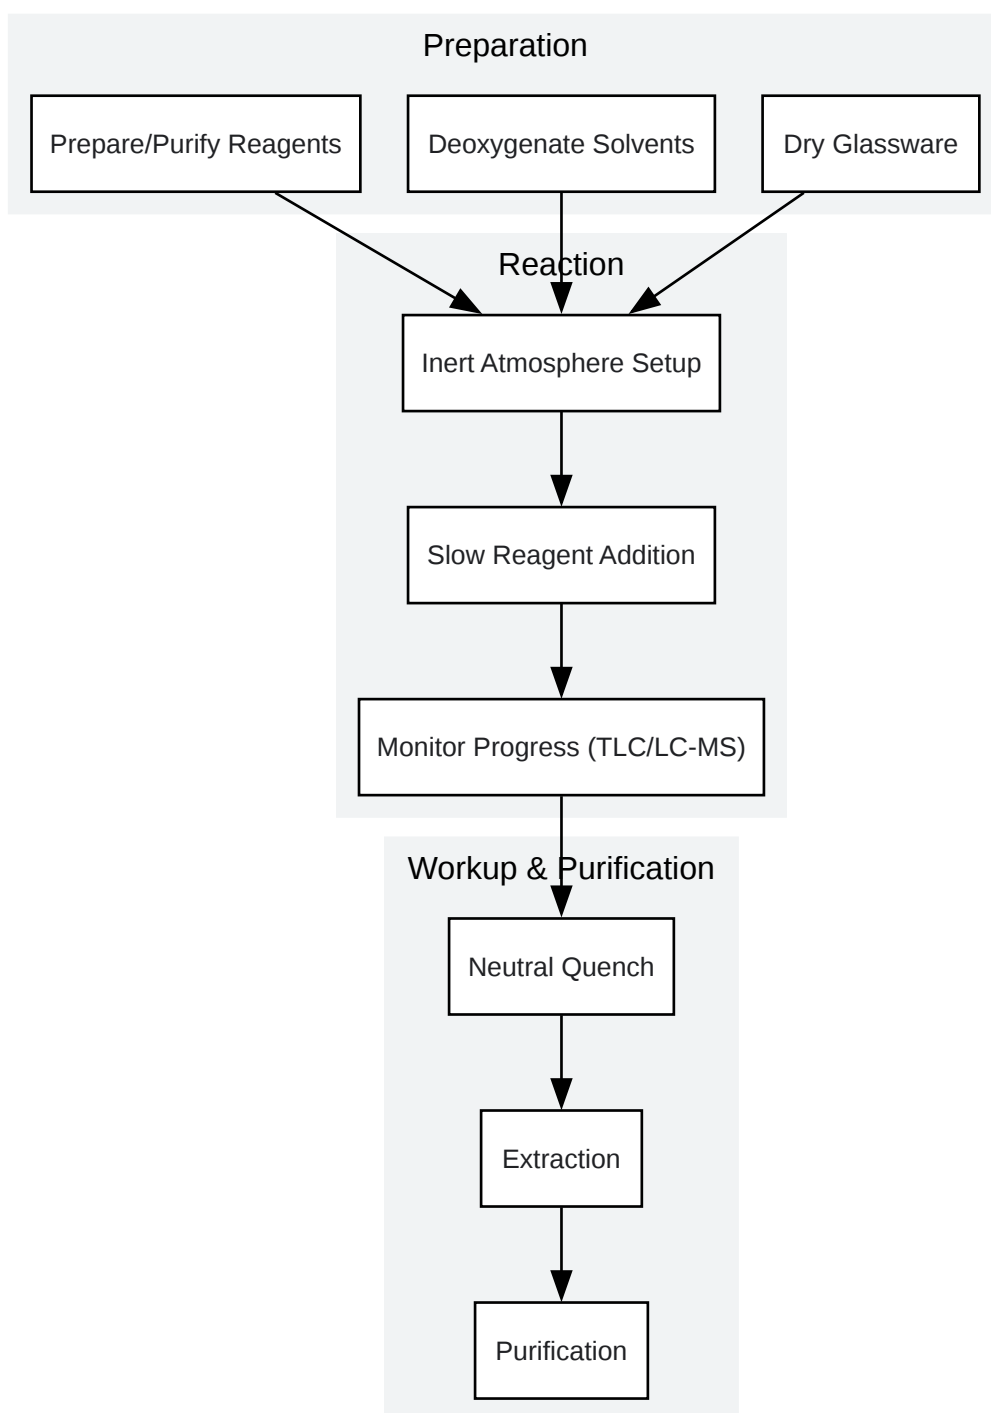 Preparation
Prepare/Purify Reagents
Deoxygenate Solvents
Dry Glassware
Reaction
Inert Atmosphere Setup
Slow Reagent Addition
Monitor Progress (TLC/LC-MS)
Workup & Purification
Neutral Quench
Extraction
Purification